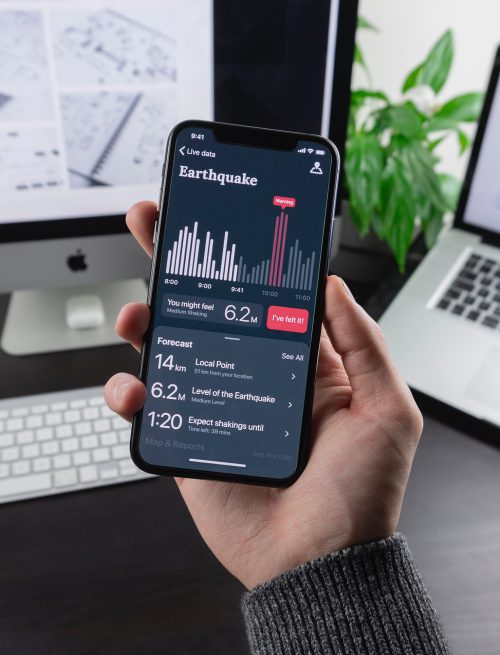 9:41
Live data
Earthquake
Warning
8:00 9:00 9:41 10:00 11:00
You might feel
Medium Shaking
6.2M
I've felt it!
Forecast
See All
14km
Local Point
51 km from your location
6.2M
Level of the Earthquake
Medium Level
1:20
Expect shakings until
Time left: 39 mins
Map & Reports
See the map